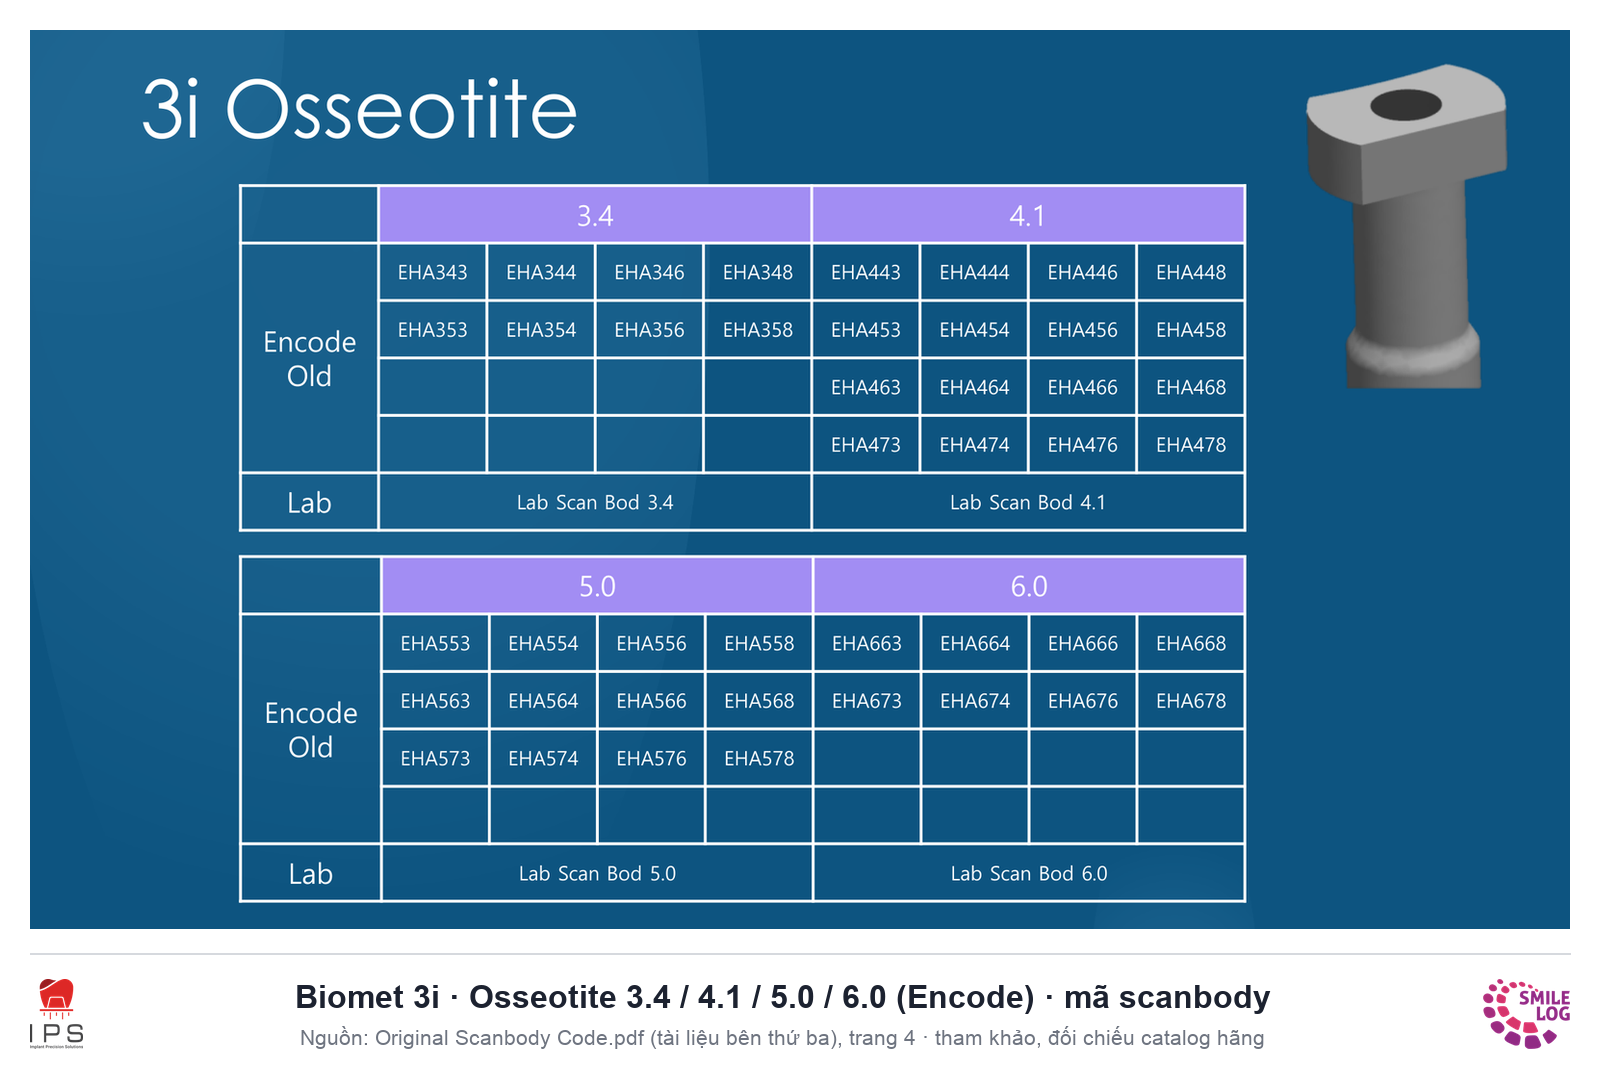 3i Osseotite
3.4 4.1
Encode Old
EHA343 EHA344 EHA346 EHA348 EHA443 EHA444 EHA446 EHA448
EHA353 EHA354 EHA356 EHA358 EHA453 EHA454 EHA456 EHA458
EHA463 EHA464 EHA466 EHA468
EHA473 EHA474 EHA476 EHA478
Lab Lab Scan Bod 3.4 Lab Scan Bod 4.1
5.0 6.0
Encode Old
EHA553 EHA554 EHA556 EHA558 EHA663 EHA664 EHA666 EHA668
EHA563 EHA564 EHA566 EHA568 EHA673 EHA674 EHA676 EHA678
EHA573 EHA574 EHA576 EHA578
Lab Lab Scan Bod 5.0 Lab Scan Bod 6.0
IPS
Implant Precision Solutions
Biomet 3i · Osseotite 3.4 / 4.1 / 5.0 / 6.0 (Encode) · mã scanbody
Nguồn: Original Scanbody Code.pdf (tài liệu bên thứ ba), trang 4 · tham khảo, đối chiếu catalog hãng
SMILE
LOG